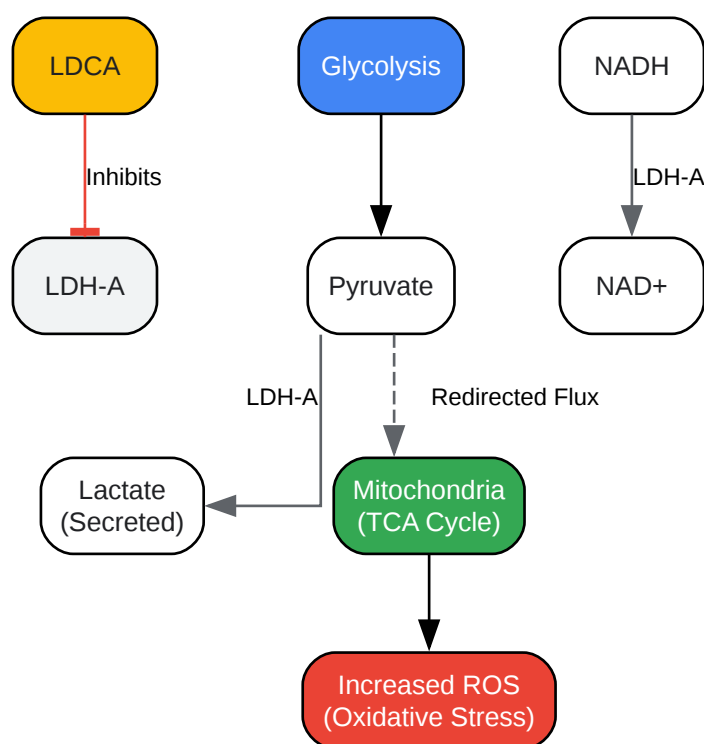 LDCA
Glycolysis
NADH
Inhibits
LDH-A
LDH-A
Pyruvate
NAD+
LDH-A
Redirected Flux
Lactate
(Secreted)
Mitochondria
(TCA Cycle)
Increased ROS
(Oxidative Stress)